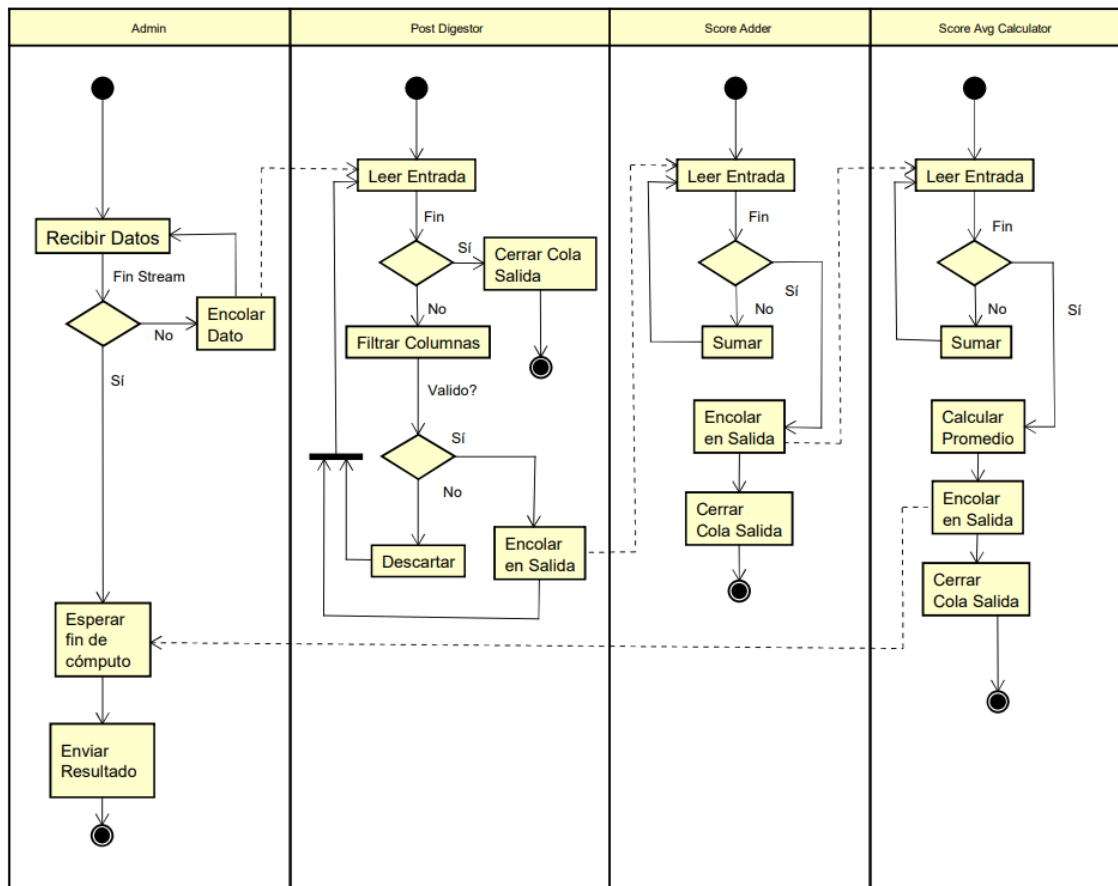 Admin
Post Digestor
Score Adder
Score Avg Calculator
Recibir Datos
Fin Stream
No
Encolar
Dato
Sí
Esperar
fin de
cómputo
Enviar
Resultado
Leer Entrada
Fin
Sí
Cerrar Cola
Salida
No
Filtrar Columnas
Valido?
Sí
No
Descartar
Encolar
en Salida
Leer Entrada
Fin
Sí
No
Sumar
Encolar
en Salida
Cerrar
Cola Salida
Leer Entrada
Fin
No
Sí
Sumar
Calcular
Promedio
Encolar
en Salida
Cerrar
Cola Salida